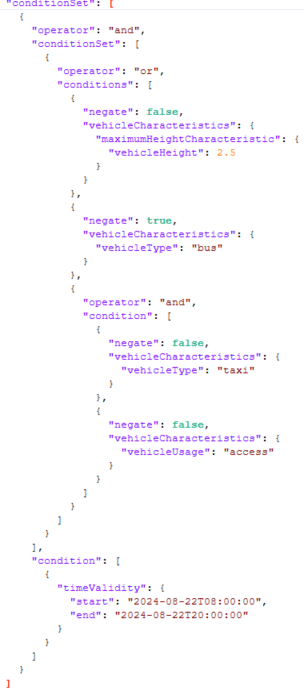 "conditionSet": [
  {
    "operator": "and",
    "conditionSet": [
      {
        "operator": "or",
        "conditions": [
          {
            "negate": false,
            "vehicleCharacteristics": {
              "maximumHeightCharacteristic": {
                "vehicleHeight": 2.5
              }
            }
          },
          {
            "negate": true,
            "vehicleCharacteristics": {
              "vehicleType": "bus"
            }
          },
          {
            "operator": "and",
            "condition": [
              {
                "negate": false,
                "vehicleCharacteristics": {
                  "vehicleType": "taxi"
                }
              },
              {
                "negate": false,
                "vehicleCharacteristics": {
                  "vehicleUsage": "access"
                }
              }
            ]
          }
        ]
      }
    ],
    "condition": [
      {
        "timeValidity": {
          "start": "2024-08-22T08:00:00",
          "end": "2024-08-22T20:00:00"
        }
      }
    ]
  }
]